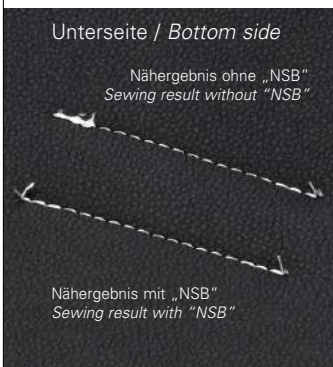 Unterseite / Bottom side
Nähergebnis ohne „NSB"
Sewing result without "NSB"
Nähergebnis mit „NSB"
Sewing result with "NSB"